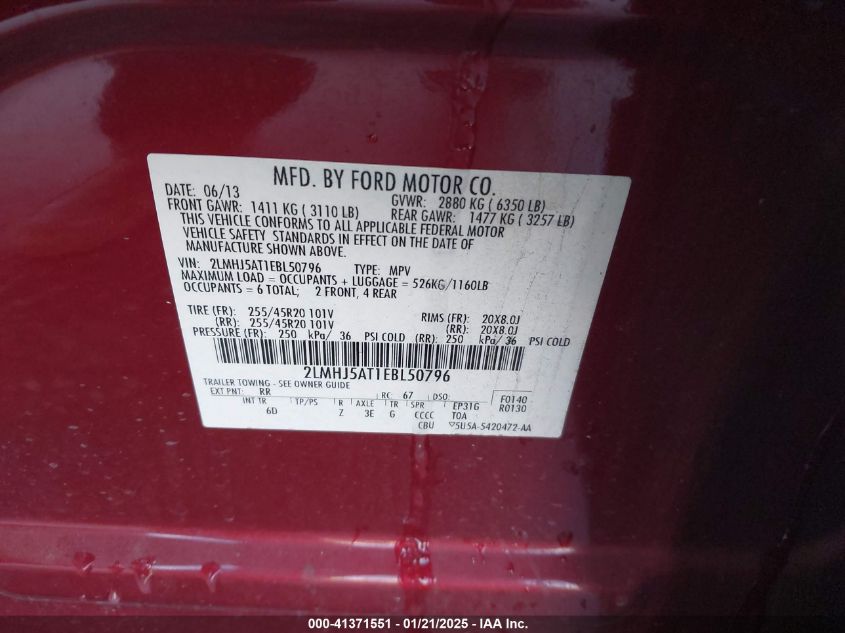 MFD. BY FORD MOTOR CO.
DATE: 06/13 GVWR: 2880 KG ( 6350 LB)
FRONT GAWR: 1411 KG ( 3110 LB) REAR GAWR: 1477 KG ( 3257 LB)
THIS VEHICLE CONFORMS TO ALL APPLICABLE FEDERAL MOTOR
VEHICLE SAFETY STANDARDS IN EFFECT ON THE DATE OF
MANUFACTURE SHOWN ABOVE.
VIN: 2LMHJ5AT1EBL50796 TYPE: MPV
MAXIMUM LOAD = OCCUPANTS + LUGGAGE = 526KG/1160LB
OCCUPANTS = 6 TOTAL; 2 FRONT, 4 REAR
TIRE (FR): 255/45R20 101V RIMS (FR): 20X8.0J
(RR): 255/45R20 101V (RR): 20X8.0J
PRESSURE (FR): 250 kPa/ 36 PSI COLD (RR): 250 kPa/ 36 PSI COLD
2LMHJ5AT1EBL50796
TRAILER TOWING - SEE OWNER GUIDE
EXT PNT: RR RC: 67 DSO: F0140
INT TR TP/PS R AXLE TR SPR EP31G R0130
6D Z 3E G CCCC TOA
CBU 5U5A-5420472-AA
000-41371551 / 01/21/2025 - IAA Inc.